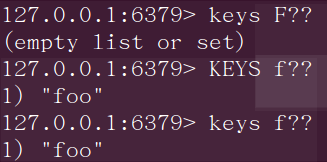 127.0.0.1:6379> keys F??
(empty list or set)
127.0.0.1:6379> KEYS f??
1) "foo"
127.0.0.1:6379> keys f??
1) "foo"